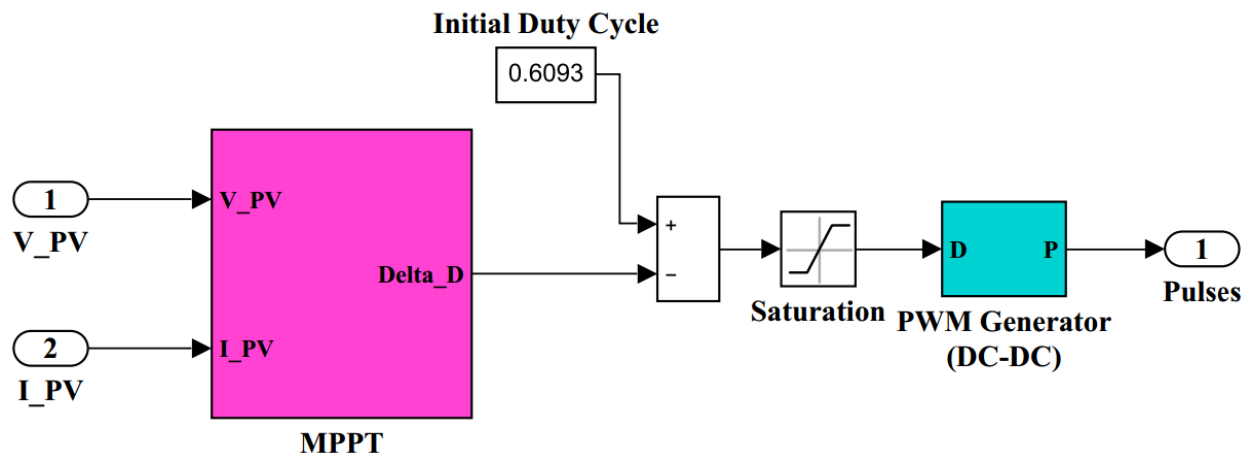 Initial Duty Cycle
0.6093
1
V_PV
V_PV
2
I_PV
I_PV
Delta_D
MPPT
+
−
Saturation
D
P
PWM Generator
(DC-DC)
1
Pulses